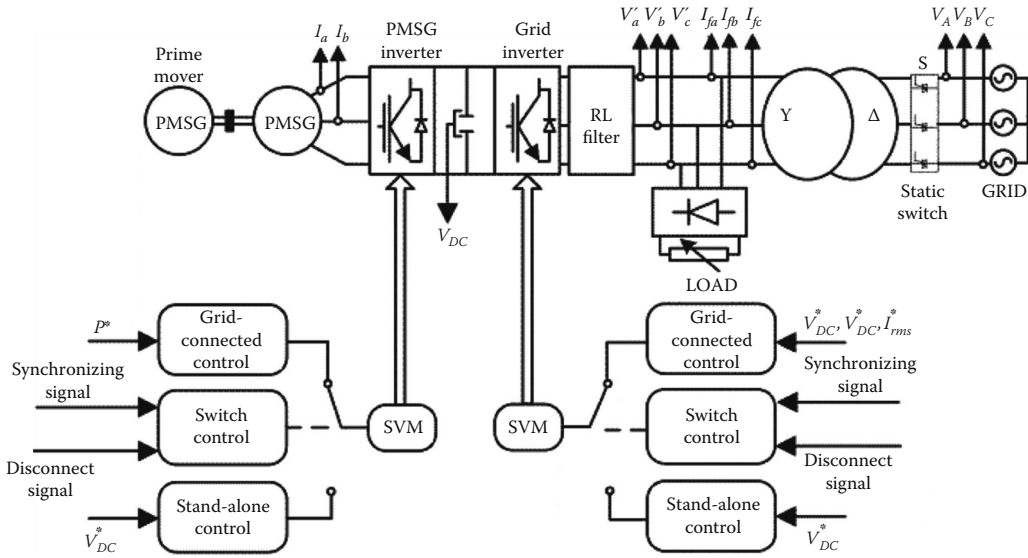 Prime
mover
PMSG
PMSG
I_a I_b
PMSG
inverter
V_DC
Grid
inverter
RL
filter
V'_a V'_b V'_c I_fa I_fb I_fc
LOAD
Y
Δ
S
Static
switch
V_A V_B V_C
GRID
P*
Grid-
connected
control
Synchronizing
signal
Switch
control
Disconnect
signal
V*_DC
Stand-alone
control
SVM
SVM
Grid-
connected
control
V*_DC, V*_DC, I*_rms
Synchronizing
signal
Switch
control
Disconnect
signal
Stand-alone
control
V*_DC